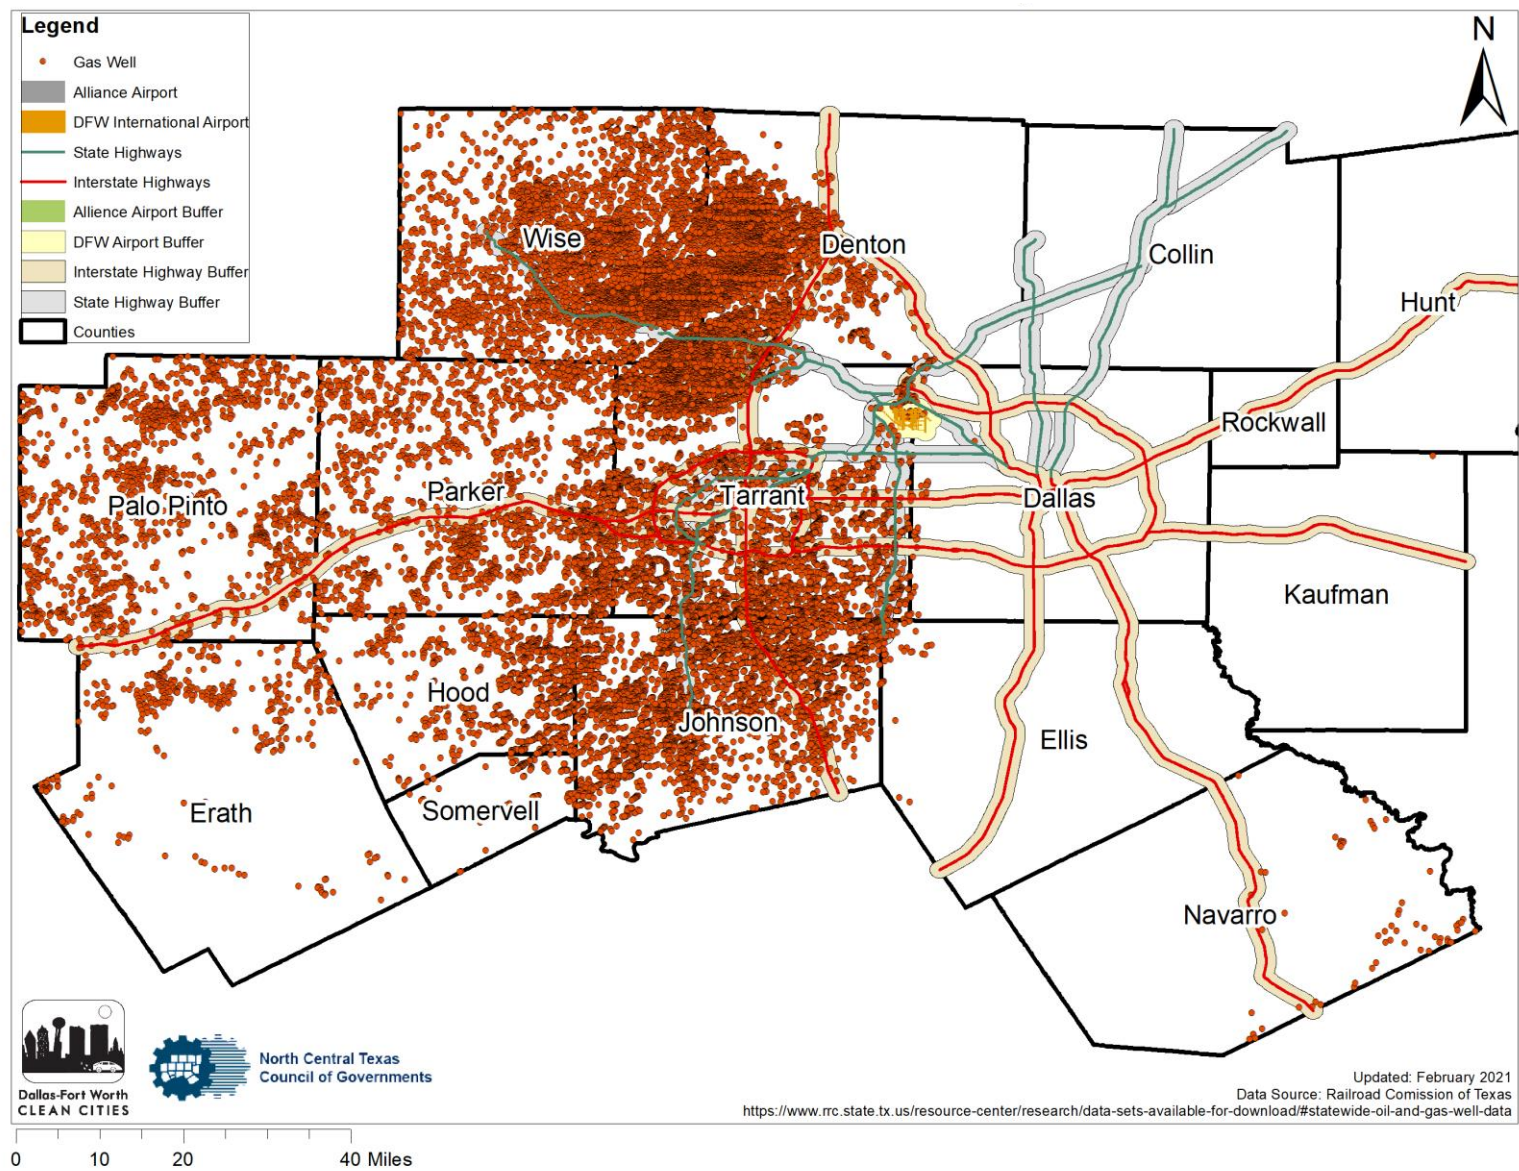 Legend
N
Gas Well
Alliance Airport
DFW International Airport
State Highways
Interstate Highways
Alliance Airport Buffer
DFW Airport Buffer
Interstate Highway Buffer
State Highway Buffer
Counties
Wise
Denton
Collin
Hunt
Rockwall
Palo Pinto
Parker
Tarrant
Dallas
Kaufman
Hood
Johnson
Ellis
Erath
Somervell
Navarro
Dallas-Fort Worth
CLEAN CITIES
North Central Texas
Council of Governments
Updated: February 2021
Data Source: Railroad Comission of Texas
https://www.rrc.state.tx.us/resource-center/research/data-sets-available-for-download/#statewide-oil-and-gas-well-data
0 10 20 40 Miles